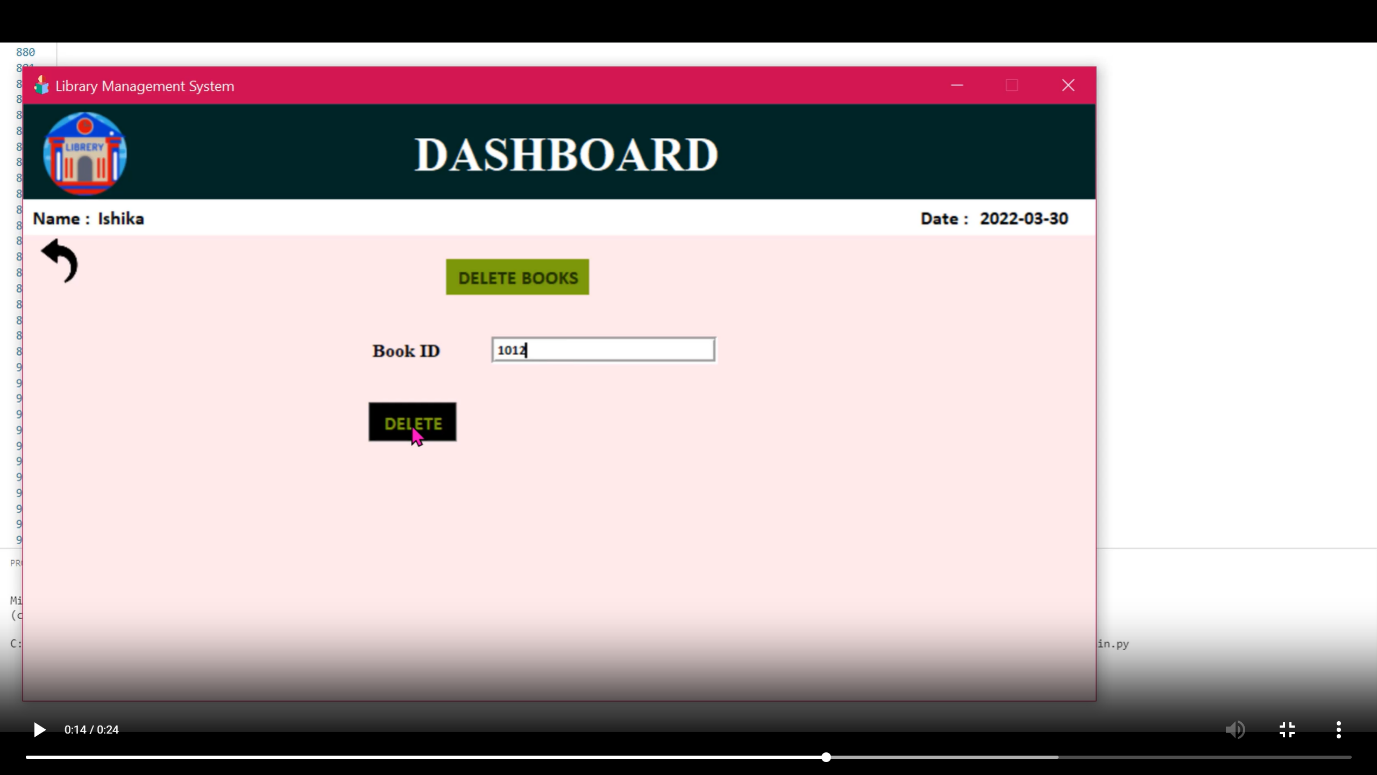 880
Library Management System
LIBRERY
DASHBOARD
Name : Ishika
Date : 2022-03-30
DELETE BOOKS
Book ID
1012
DELETE
Mi
(c
C:
in.py
0:14 / 0:24